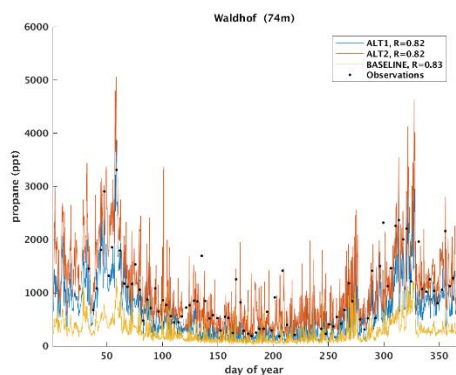 Waldhof (74m)
6000
5000
4000
3000
2000
1000
0
propane (ppt)
ALT1, R=0.82
ALT2, R=0.82
BASELINE, R=0.83
Observations
50
100
150
200
250
300
350
day of year